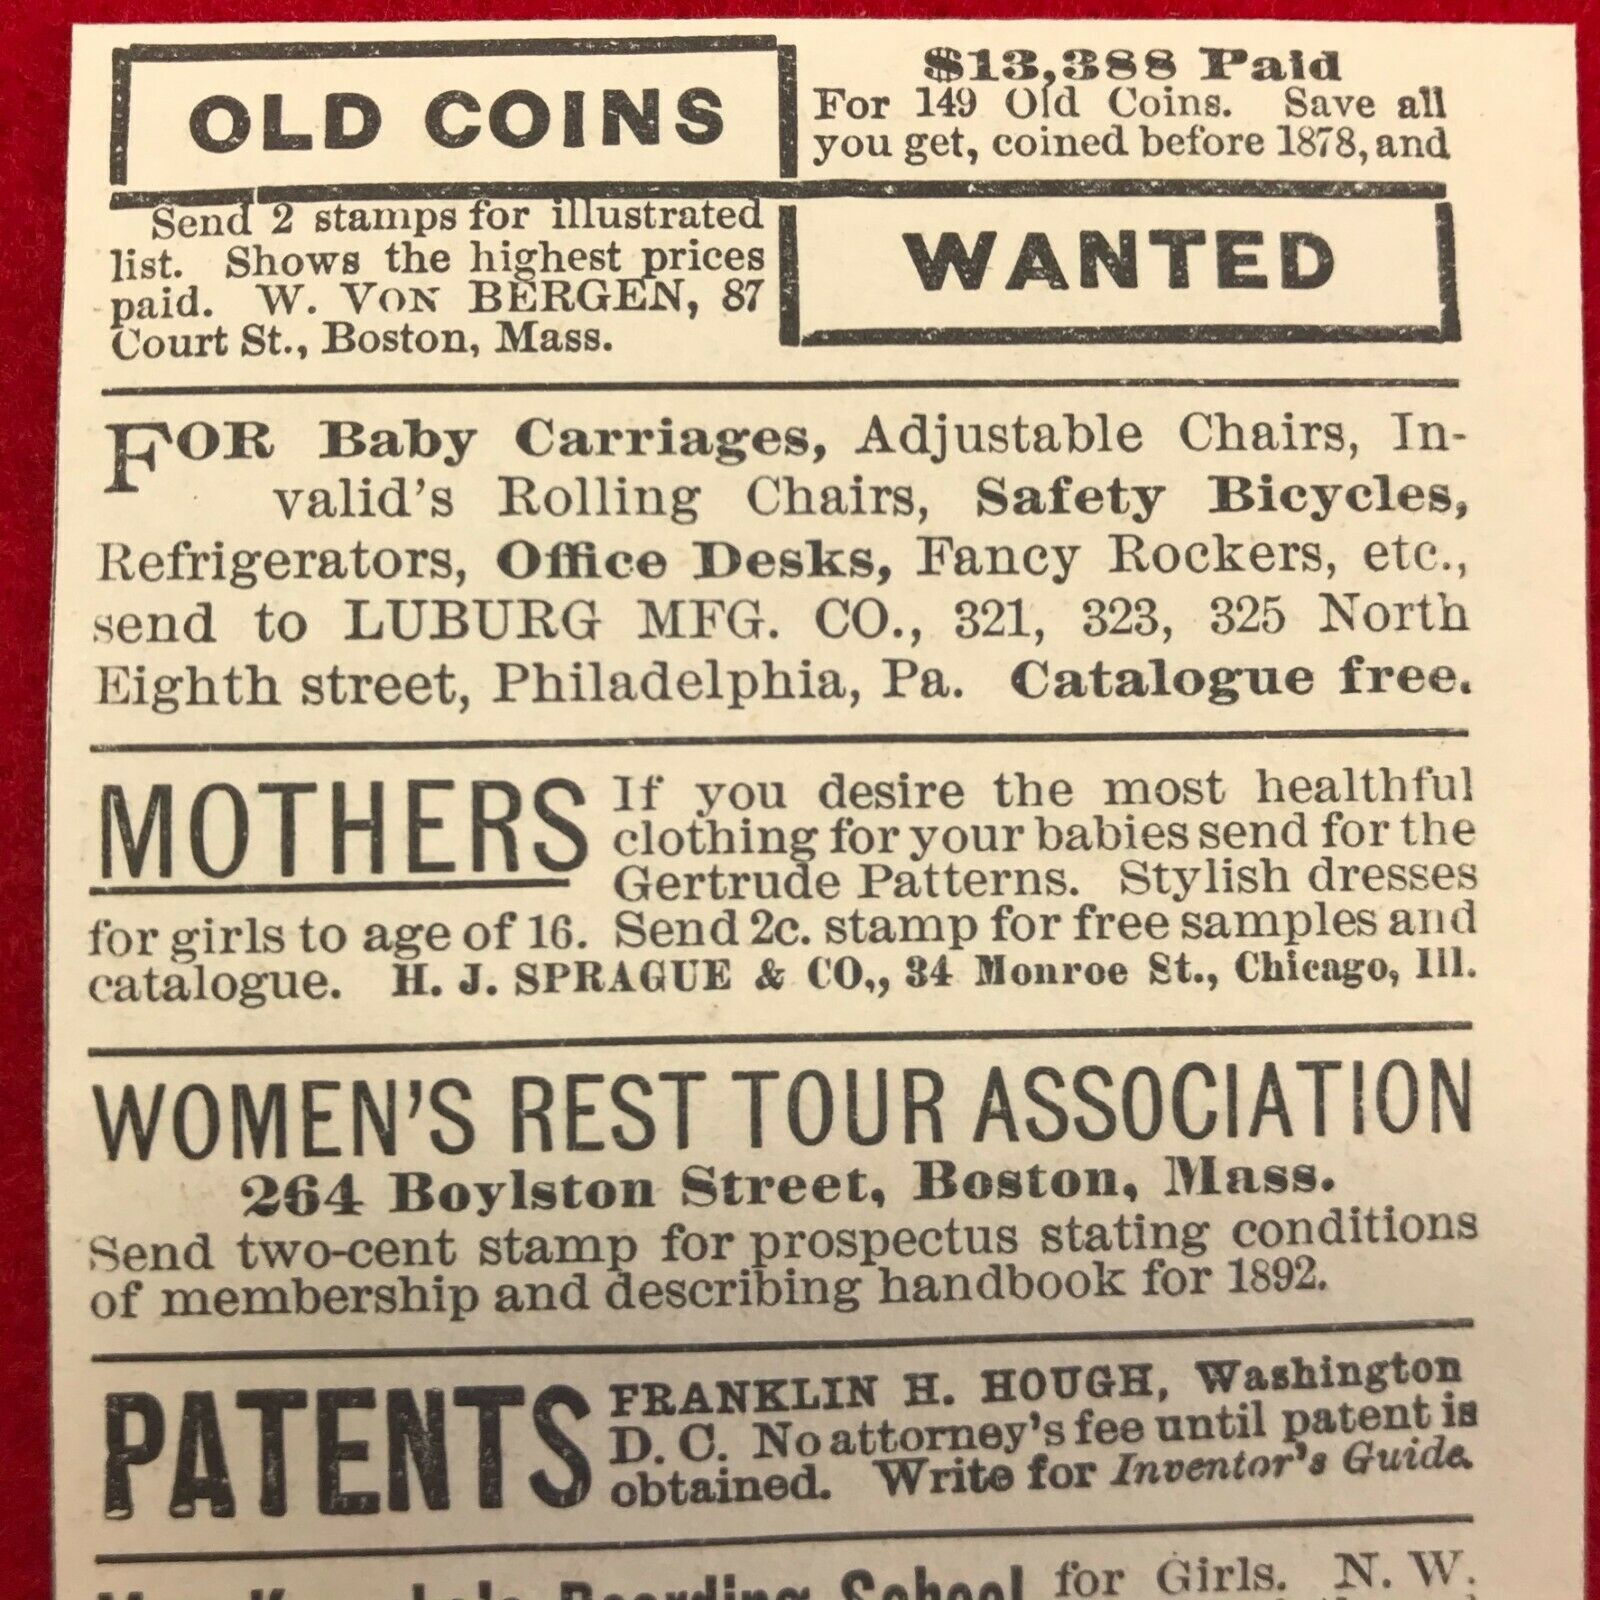 OLD COINS
$13,388 Paid
For 149 Old Coins. Save all
you get, coined before 1878, and
Send 2 stamps for illustrated
list. Shows the highest prices
paid. W. VON BERGEN, 87
Court St., Boston, Mass.
WANTED
FOR Baby Carriages, Adjustable Chairs, In-
valid's Rolling Chairs, Safety Bicycles,
Refrigerators, Office Desks, Fancy Rockers, etc.,
send to LUBURG MFG. CO., 321, 323, 325 North
Eighth street, Philadelphia, Pa. Catalogue free.
MOTHERS
If you desire the most healthful
clothing for your babies send for the
Gertrude Patterns. Stylish dresses
for girls to age of 16. Send 2c. stamp for free samples and
catalogue. H. J. SPRAGUE & CO., 34 Monroe St., Chicago, Ill.
WOMEN'S REST TOUR ASSOCIATION
264 Boylston Street, Boston, Mass.
Send two-cent stamp for prospectus stating conditions
of membership and describing handbook for 1892.
PATENTS
FRANKLIN H. HOUGH, Washington
D. C. No attorney's fee until patent is
obtained. Write for Inventor's Guide.
Boarding School for Girls. N. W.